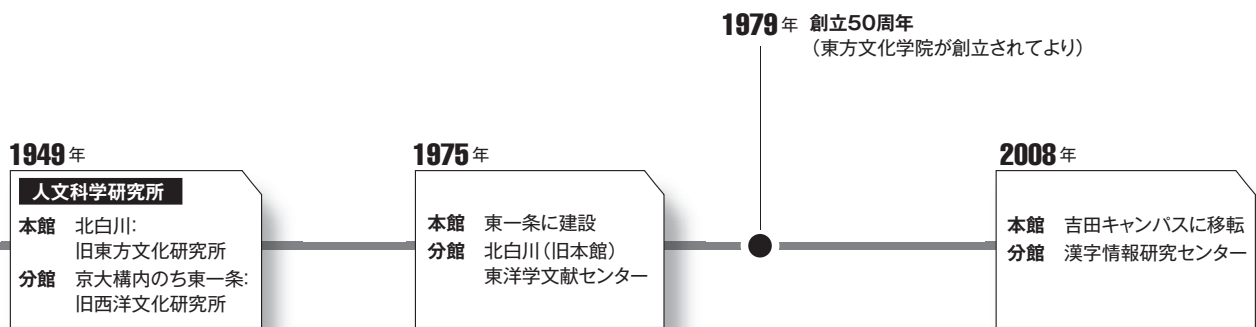 1979年 創立50周年
（東方文化学院が創立されてより）
1949年
人文科学研究所
本館 北白川：
旧東方文化研究所
分館 京大構内のち東一条：
旧西洋文化研究所
1975年
本館 東一条に建設
分館 北白川（旧本館）
東洋学文献センター
2008年
本館 吉田キャンパスに移転
分館 漢字情報研究センター